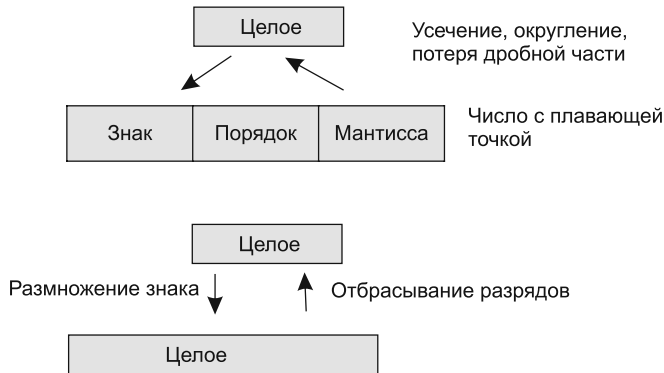 Целое
Усечение, округление,
потеря дробной части
Знак
Порядок
Мантисса
Число с плавающей
точкой
Целое
Размножение знака
Отбрасывание разрядов
Целое